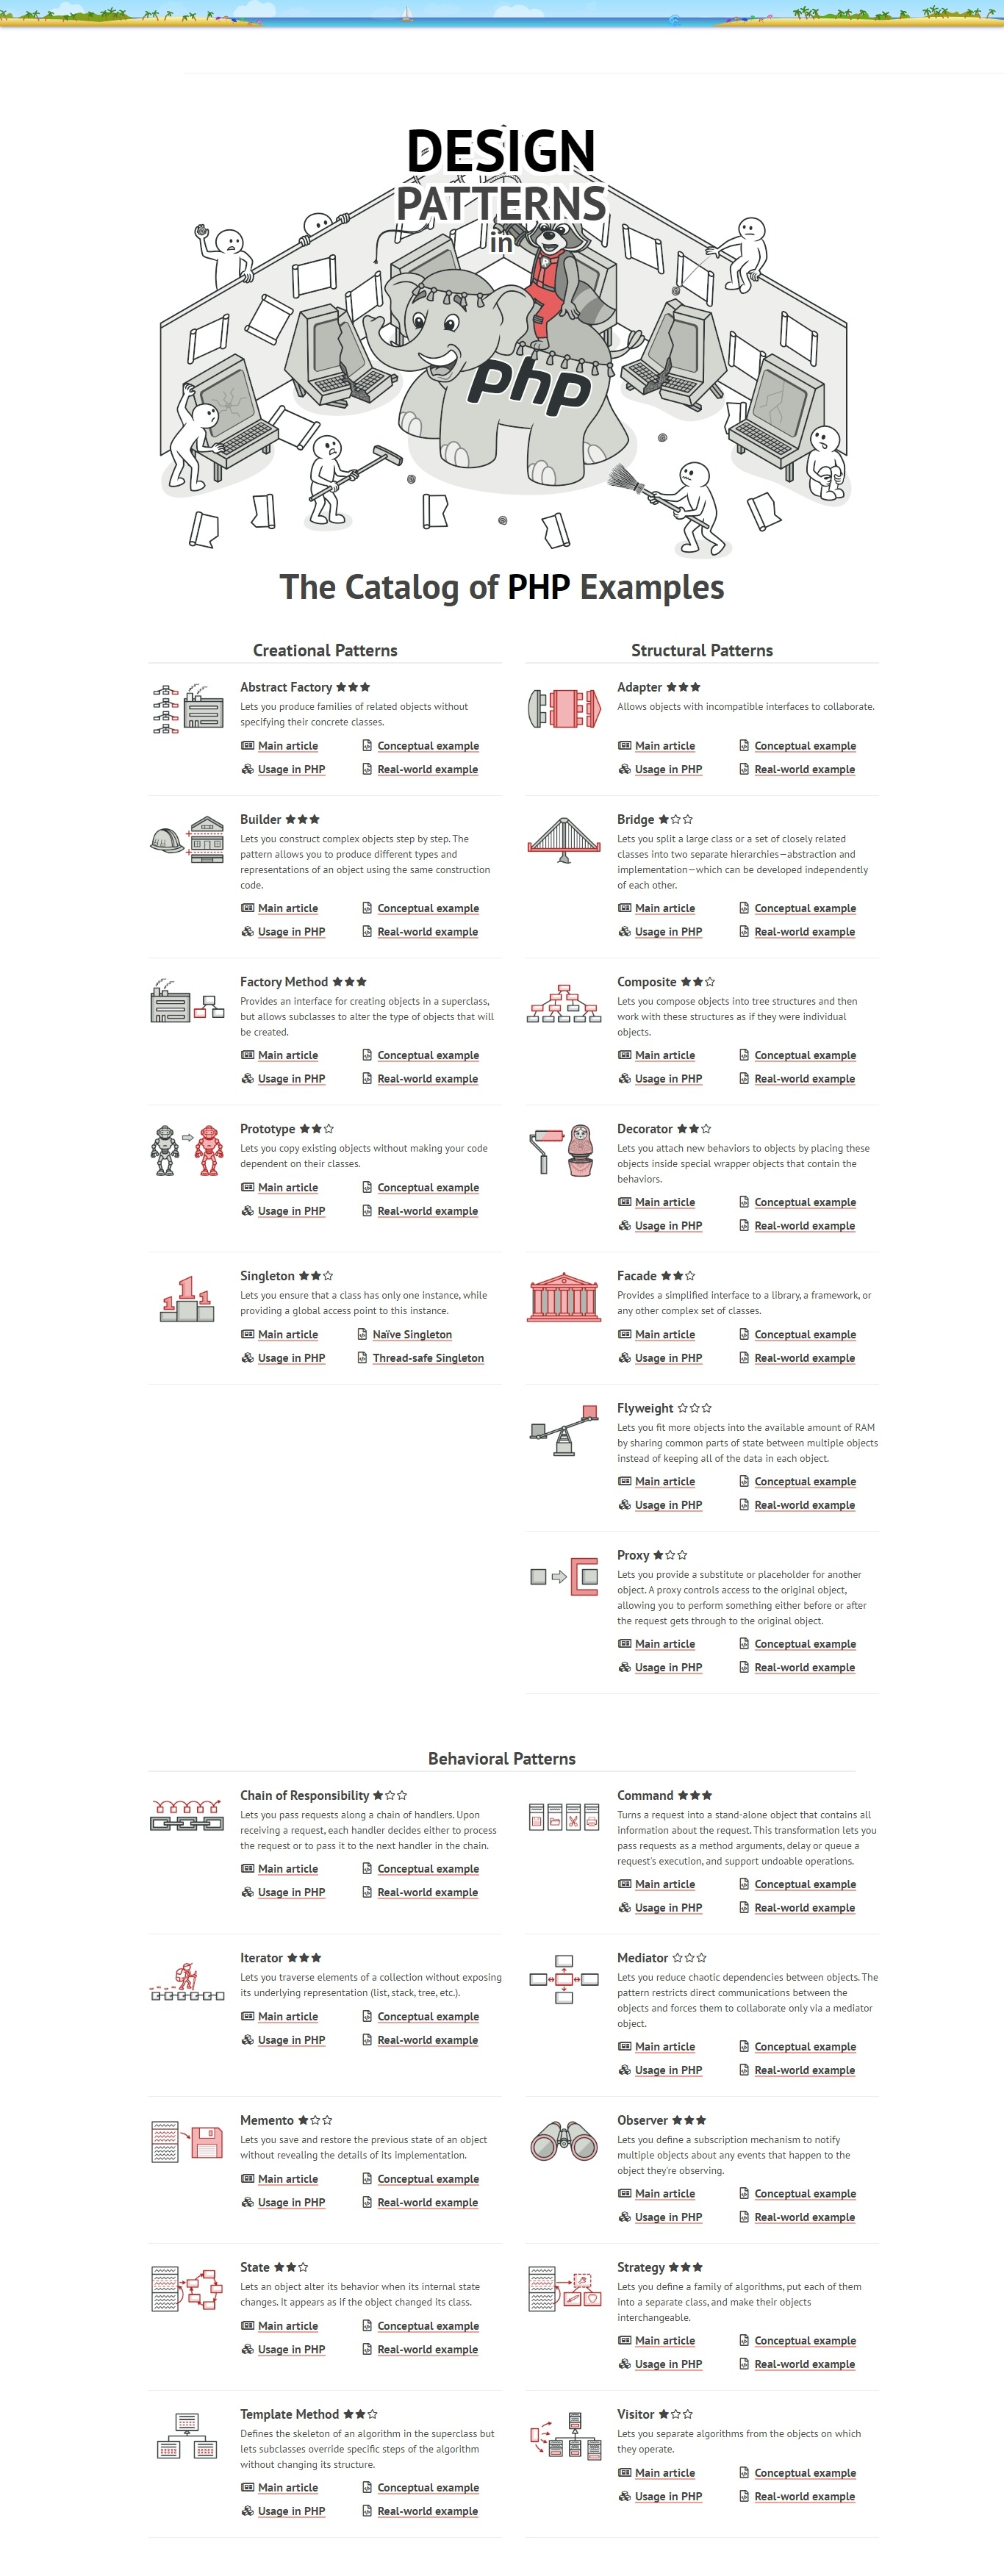 DESIGN
PATTERNS
in
php
The Catalog of PHP Examples
Creational Patterns
Abstract Factory ★★★
Lets you produce families of related objects without
specifying their concrete classes.
Main article
Conceptual example
Usage in PHP
Real-world example
Builder ★★★
Lets you construct complex objects step by step. The
pattern allows you to produce different types and
representations of an object using the same construction
code.
Main article
Conceptual example
Usage in PHP
Real-world example
Factory Method ★★★
Provides an interface for creating objects in a superclass,
but allows subclasses to alter the type of objects that will
be created.
Main article
Conceptual example
Usage in PHP
Real-world example
Prototype ★★☆
Lets you copy existing objects without making your code
dependent on their classes.
Main article
Conceptual example
Usage in PHP
Real-world example
Singleton ★★☆
Lets you ensure that a class has only one instance, while
providing a global access point to this instance.
Main article
Naïve Singleton
Usage in PHP
Thread-safe Singleton
Structural Patterns
Adapter ★★★
Allows objects with incompatible interfaces to collaborate.
Main article
Conceptual example
Usage in PHP
Real-world example
Bridge ★☆☆
Lets you split a large class or a set of closely related
classes into two separate hierarchies—abstraction and
implementation—which can be developed independently
of each other.
Main article
Conceptual example
Usage in PHP
Real-world example
Composite ★★☆
Lets you compose objects into tree structures and then
work with these structures as if they were individual
objects.
Main article
Conceptual example
Usage in PHP
Real-world example
Decorator ★★☆
Lets you attach new behaviors to objects by placing these
objects inside special wrapper objects that contain the
behaviors.
Main article
Conceptual example
Usage in PHP
Real-world example
Facade ★★☆
Provides a simplified interface to a library, a framework, or
any other complex set of classes.
Main article
Conceptual example
Usage in PHP
Real-world example
Flyweight ☆☆☆
Lets you fit more objects into the available amount of RAM
by sharing common parts of state between multiple objects
instead of keeping all of the data in each object.
Main article
Conceptual example
Usage in PHP
Real-world example
Proxy ★☆☆
Lets you provide a substitute or placeholder for another
object. A proxy controls access to the original object,
allowing you to perform something either before or after
the request gets through to the original object.
Main article
Conceptual example
Usage in PHP
Real-world example
Behavioral Patterns
Chain of Responsibility ★☆☆
Lets you pass requests along a chain of handlers. Upon
receiving a request, each handler decides either to process
the request or to pass it to the next handler in the chain.
Main article
Conceptual example
Usage in PHP
Real-world example
Command ★★★
Turns a request into a stand-alone object that contains all
information about the request. This transformation lets you
pass requests as a method arguments, delay or queue a
request's execution, and support undoable operations.
Main article
Conceptual example
Usage in PHP
Real-world example
Iterator ★★★
Lets you traverse elements of a collection without exposing
its underlying representation (list, stack, tree, etc.).
Main article
Conceptual example
Usage in PHP
Real-world example
Mediator ☆☆☆
Lets you reduce chaotic dependencies between objects. The
pattern restricts direct communications between the
objects and forces them to collaborate only via a mediator
object.
Main article
Conceptual example
Usage in PHP
Real-world example
Memento ★☆☆
Lets you save and restore the previous state of an object
without revealing the details of its implementation.
Main article
Conceptual example
Usage in PHP
Real-world example
Observer ★★★
Lets you define a subscription mechanism to notify
multiple objects about any events that happen to the
object they're observing.
Main article
Conceptual example
Usage in PHP
Real-world example
State ★★☆
Lets an object alter its behavior when its internal state
changes. It appears as if the object changed its class.
Main article
Conceptual example
Usage in PHP
Real-world example
Strategy ★★★
Lets you define a family of algorithms, put each of them
into a separate class, and make their objects
interchangeable.
Main article
Conceptual example
Usage in PHP
Real-world example
Template Method ★★☆
Defines the skeleton of an algorithm in the superclass but
lets subclasses override specific steps of the algorithm
without changing its structure.
Main article
Conceptual example
Usage in PHP
Real-world example
Visitor ★☆☆
Lets you separate algorithms from the objects on which
they operate.
Main article
Conceptual example
Usage in PHP
Real-world example